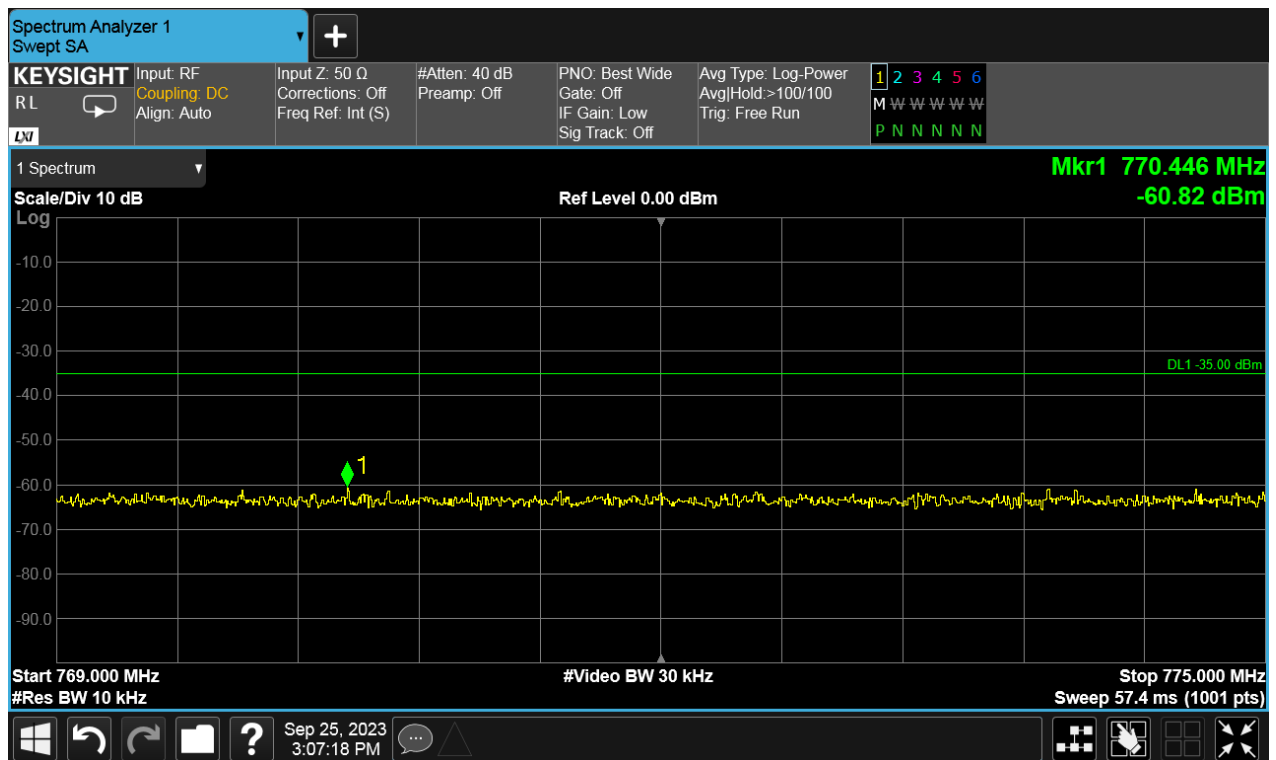 Spectrum Analyzer 1
Swept SA
KEYSIGHT
R L
LXI
Input: RF
Coupling: DC
Align: Auto
Input Z: 50 Ω
Corrections: Off
Freq Ref: Int (S)
#Atten: 40 dB
Preamp: Off
PNO: Best Wide
Gate: Off
IF Gain: Low
Sig Track: Off
Avg Type: Log-Power
Avg|Hold:>100/100
Trig: Free Run
1 2 3 4 5 6
M W W W W W
P N N N N N
1 Spectrum
Mkr1 770.446 MHz
-60.82 dBm
Scale/Div 10 dB
Ref Level 0.00 dBm
Log
-10.0
-20.0
-30.0
DL1 -35.00 dBm
-40.0
-50.0
1
-60.0
-70.0
-80.0
-90.0
Start 769.000 MHz
#Video BW 30 kHz
Stop 775.000 MHz
#Res BW 10 kHz
Sweep 57.4 ms (1001 pts)
?
Sep 25, 2023
3:07:18 PM